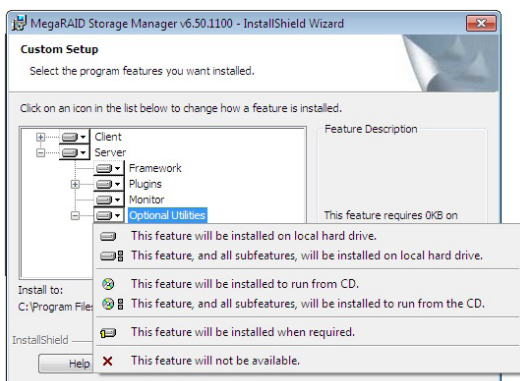 MegaRAID Storage Manager v6.50.1100 - InstallShield Wizard
Custom Setup
Select the program features you want installed.
Click on an icon in the list below to change how a feature is installed.
Feature Description
Client
Server
Framework
Plugins
Monitor
Optional Utilities
This feature requires 0KB on
This feature will be installed on local hard drive.
This feature, and all subfeatures, will be installed on local hard drive.
This feature will be installed to run from CD.
This feature, and all subfeatures, will be installed to run from the CD.
This feature will be installed when required.
This feature will not be available.
Install to:
C:\Program Files
InstallShield
Help